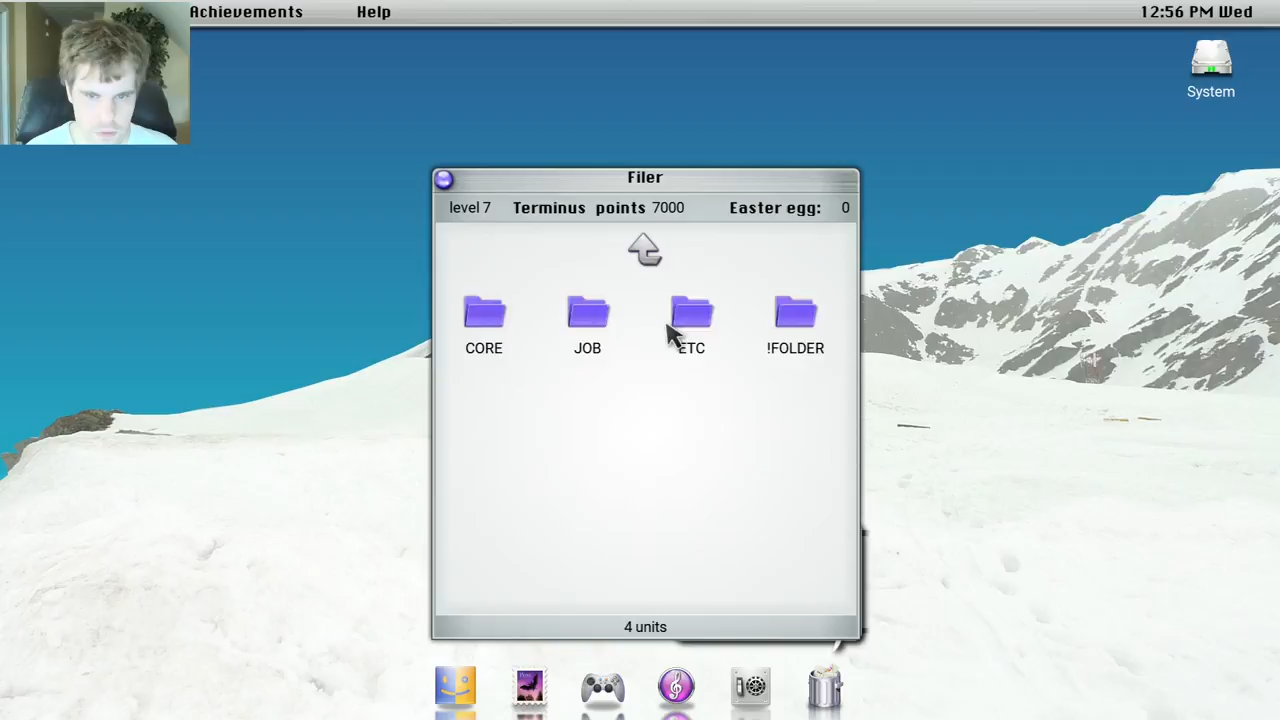 Achievements Help 12:56 PM Wed
System
Filer
level 7 Terminus points 7000 Easter egg: 0
CORE JOB ETC !FOLDER
4 units